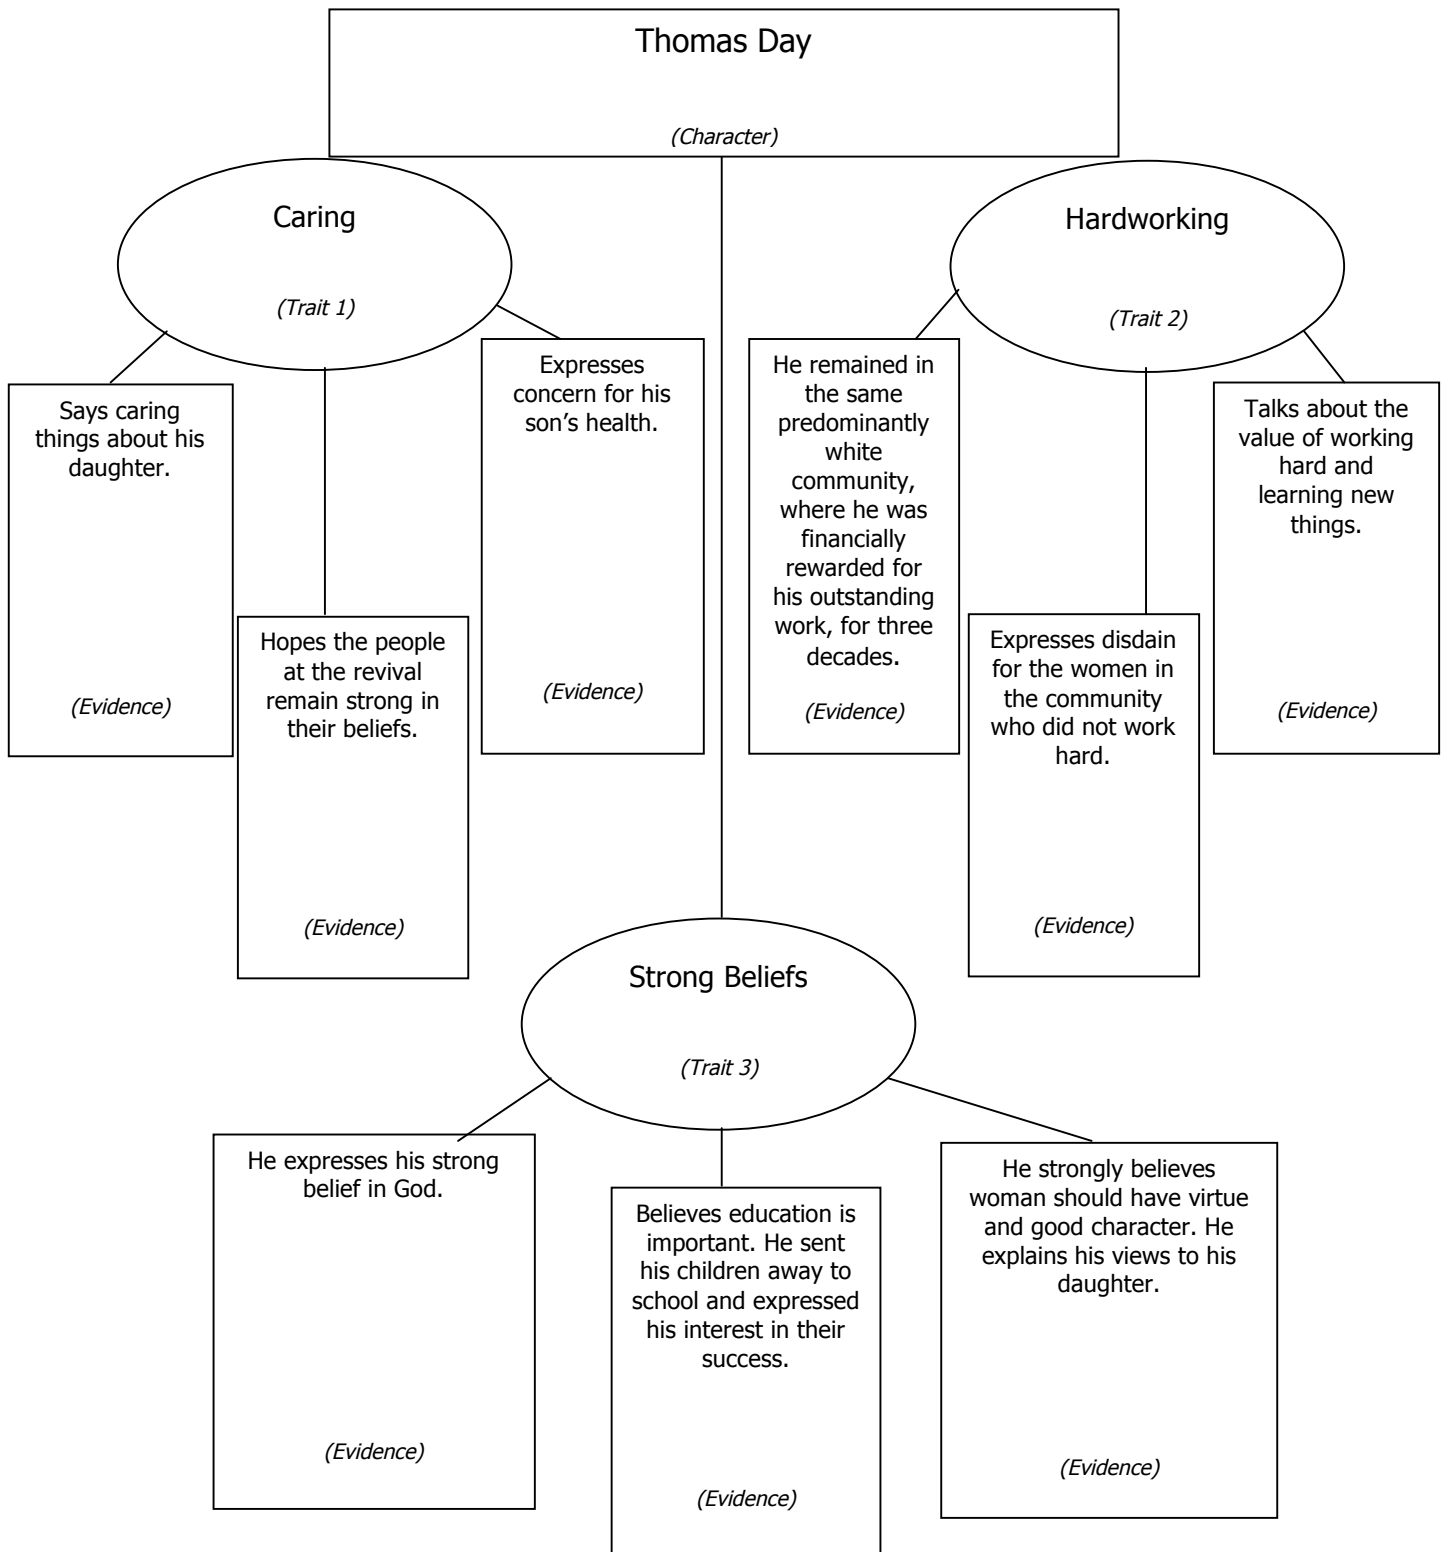 Thomas Day
(Character)
Caring
(Trait 1)
Hardworking
(Trait 2)
Says caring
things about his
daughter.
(Evidence)
Hopes the people
at the revival
remain strong in
their beliefs.
(Evidence)
Expresses
concern for his
son’s health.
(Evidence)
He remained in
the same
predominantly
white
community,
where he was
financially
rewarded for
his outstanding
work, for three
decades.
(Evidence)
Expresses disdain
for the women in
the community
who did not work
hard.
(Evidence)
Talks about the
value of working
hard and
learning new
things.
(Evidence)
Strong Beliefs
(Trait 3)
He expresses his strong
belief in God.
(Evidence)
Believes education is
important. He sent
his children away to
school and expressed
his interest in their
success.
(Evidence)
He strongly believes
woman should have virtue
and good character. He
explains his views to his
daughter.
(Evidence)